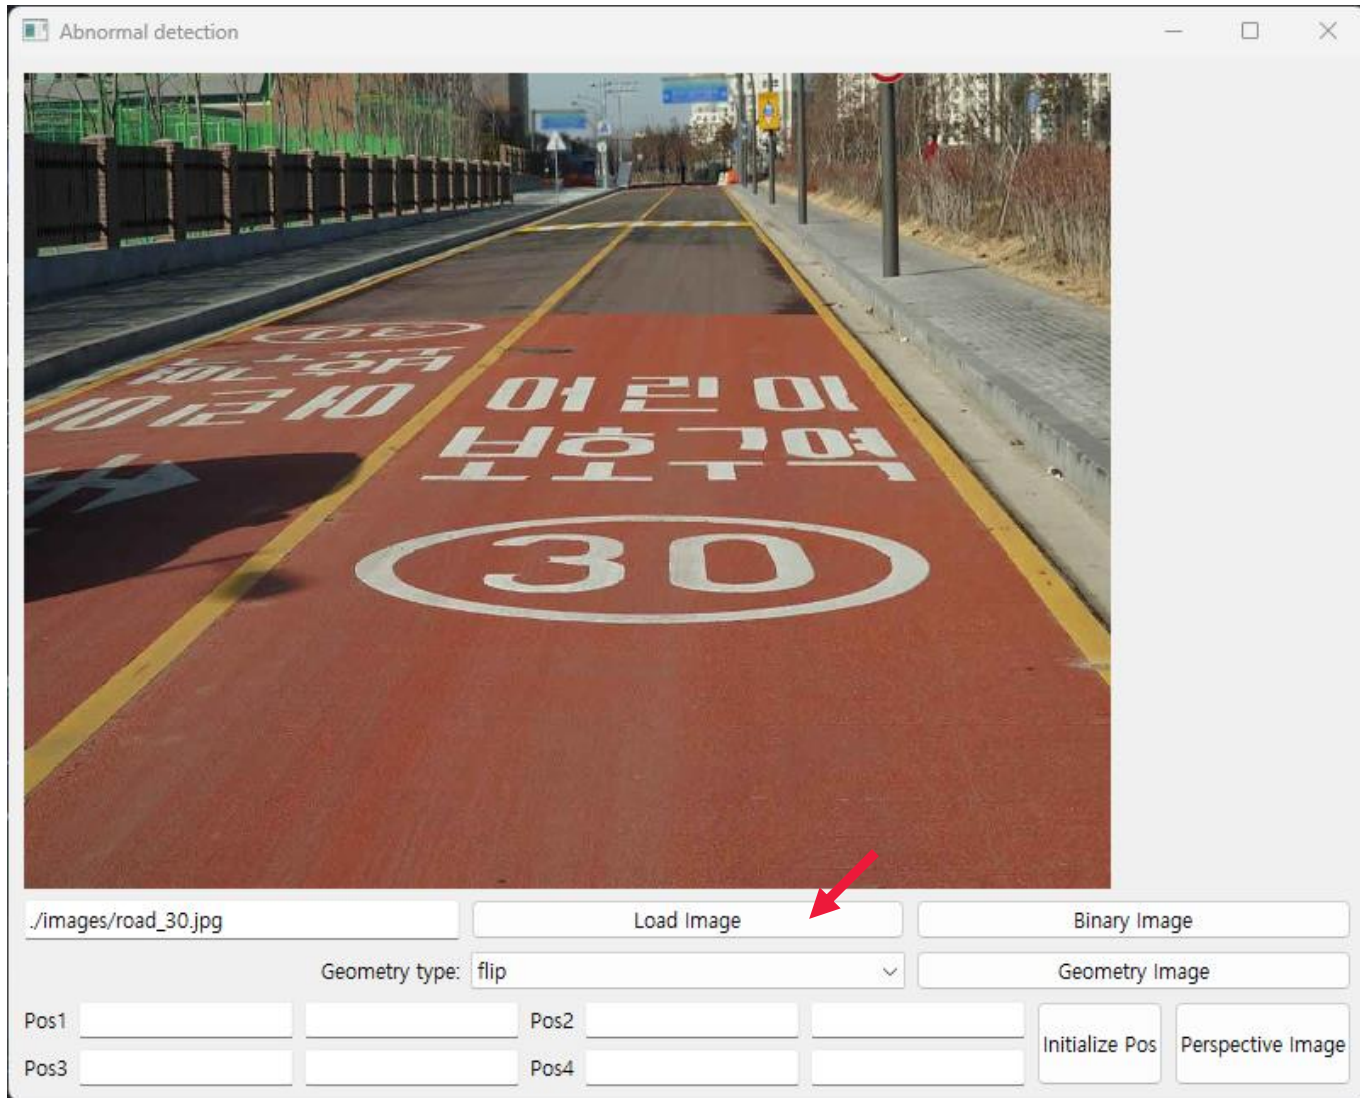 Abnormal detection
어린이
보호구역
30
./images/road_30.jpg
Load Image
Binary Image
Geometry type:
flip
Geometry Image
Pos1
Pos2
Initialize Pos
Perspective Image
Pos3
Pos4